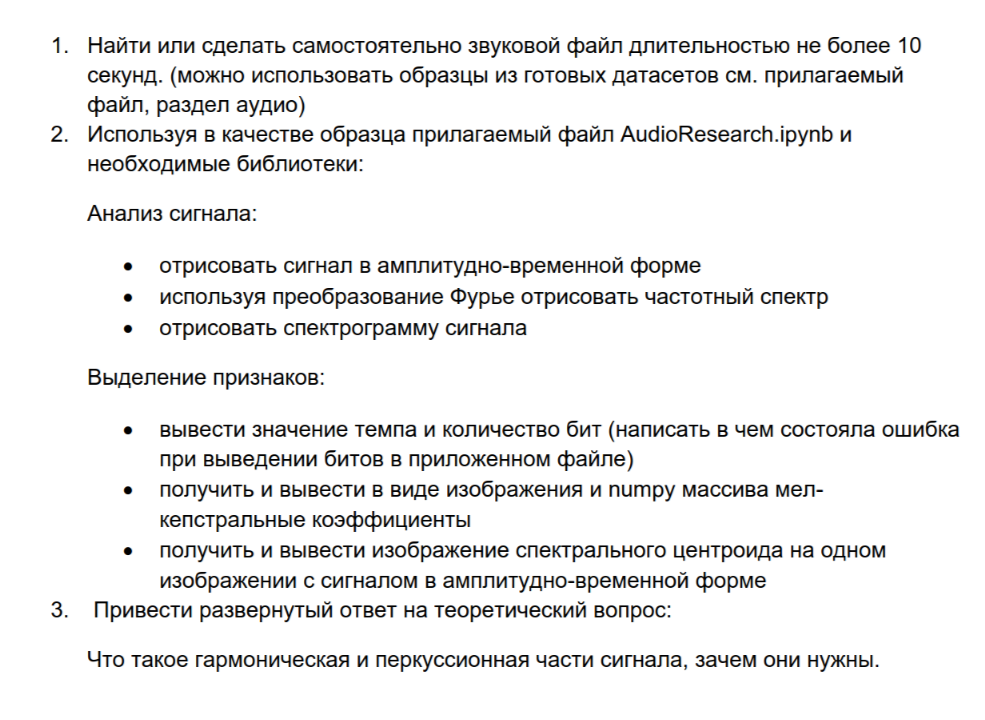 1. Найти или сделать самостоятельно звуковой файл длительностью не более 10
секунд. (можно использовать образцы из готовых датасетов см. прилагаемый
файл, раздел аудио)
2. Используя в качестве образца прилагаемый файл AudioResearch.ipynb и
необходимые библиотеки:
Анализ сигнала:
• отрисовать сигнал в амплитудно-временной форме
• используя преобразование Фурье отрисовать частотный спектр
• отрисовать спектрограмму сигнала
Выделение признаков:
• вывести значение темпа и количество бит (написать в чем состояла ошибка
при выведении битов в приложенном файле)
• получить и вывести в виде изображения и numpy массива мел-
кепстральные коэффициенты
• получить и вывести изображение спектрального центроида на одном
изображении с сигналом в амплитудно-временной форме
3. Привести развернутый ответ на теоретический вопрос:
Что такое гармоническая и перкуссионная части сигнала, зачем они нужны.